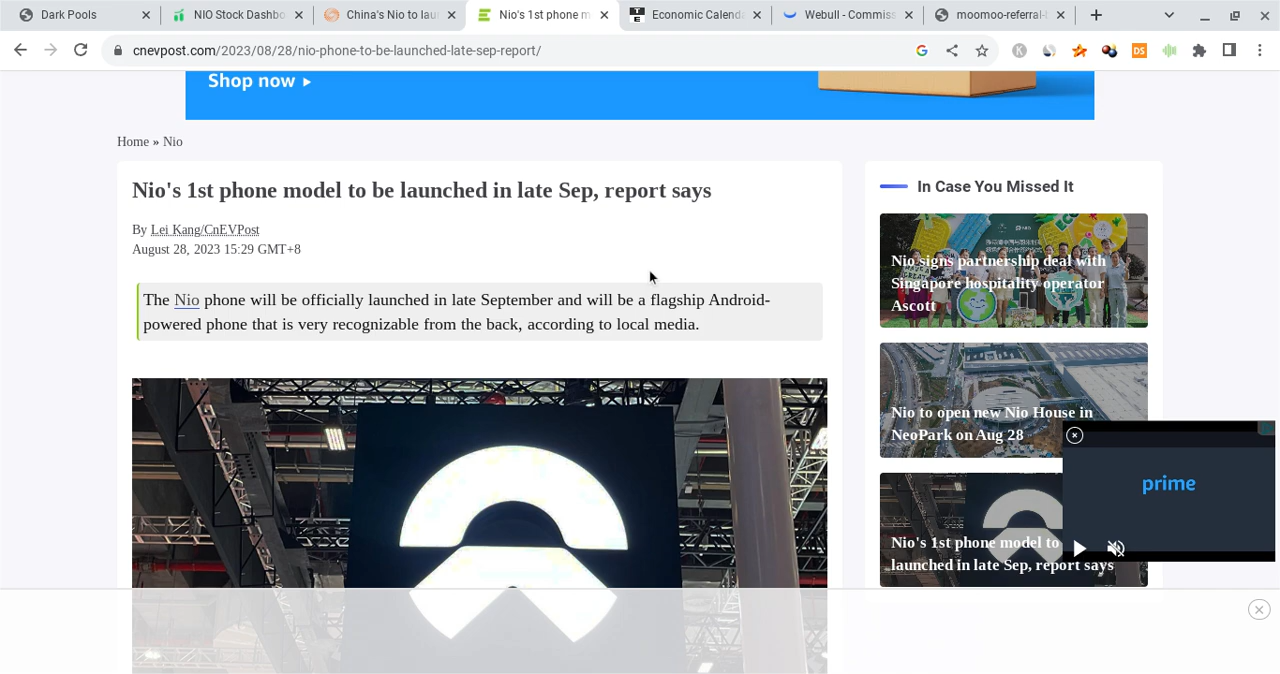 Dark Pools
NIO Stock Dashbo
China's Nio to lau
Nio's 1st phone m
Economic Calenda
Webull - Commiss
moomoo-referral-b
cnevpost.com/2023/08/28/nio-phone-to-be-launched-late-sep-report/
K
DS
Shop now
Home » Nio
Nio's 1st phone model to be launched in late Sep, report says
By Lei Kang/CnEVPost
August 28, 2023 15:29 GMT+8
The Nio phone will be officially launched in late September and will be a flagship Android-
powered phone that is very recognizable from the back, according to local media.
In Case You Missed It
Nio signs partnership deal with
Singapore hospitality operator
Ascott
Nio to open new Nio House in
NeoPark on Aug 28
Nio's 1st phone model to
launched in late Sep, report says
prime